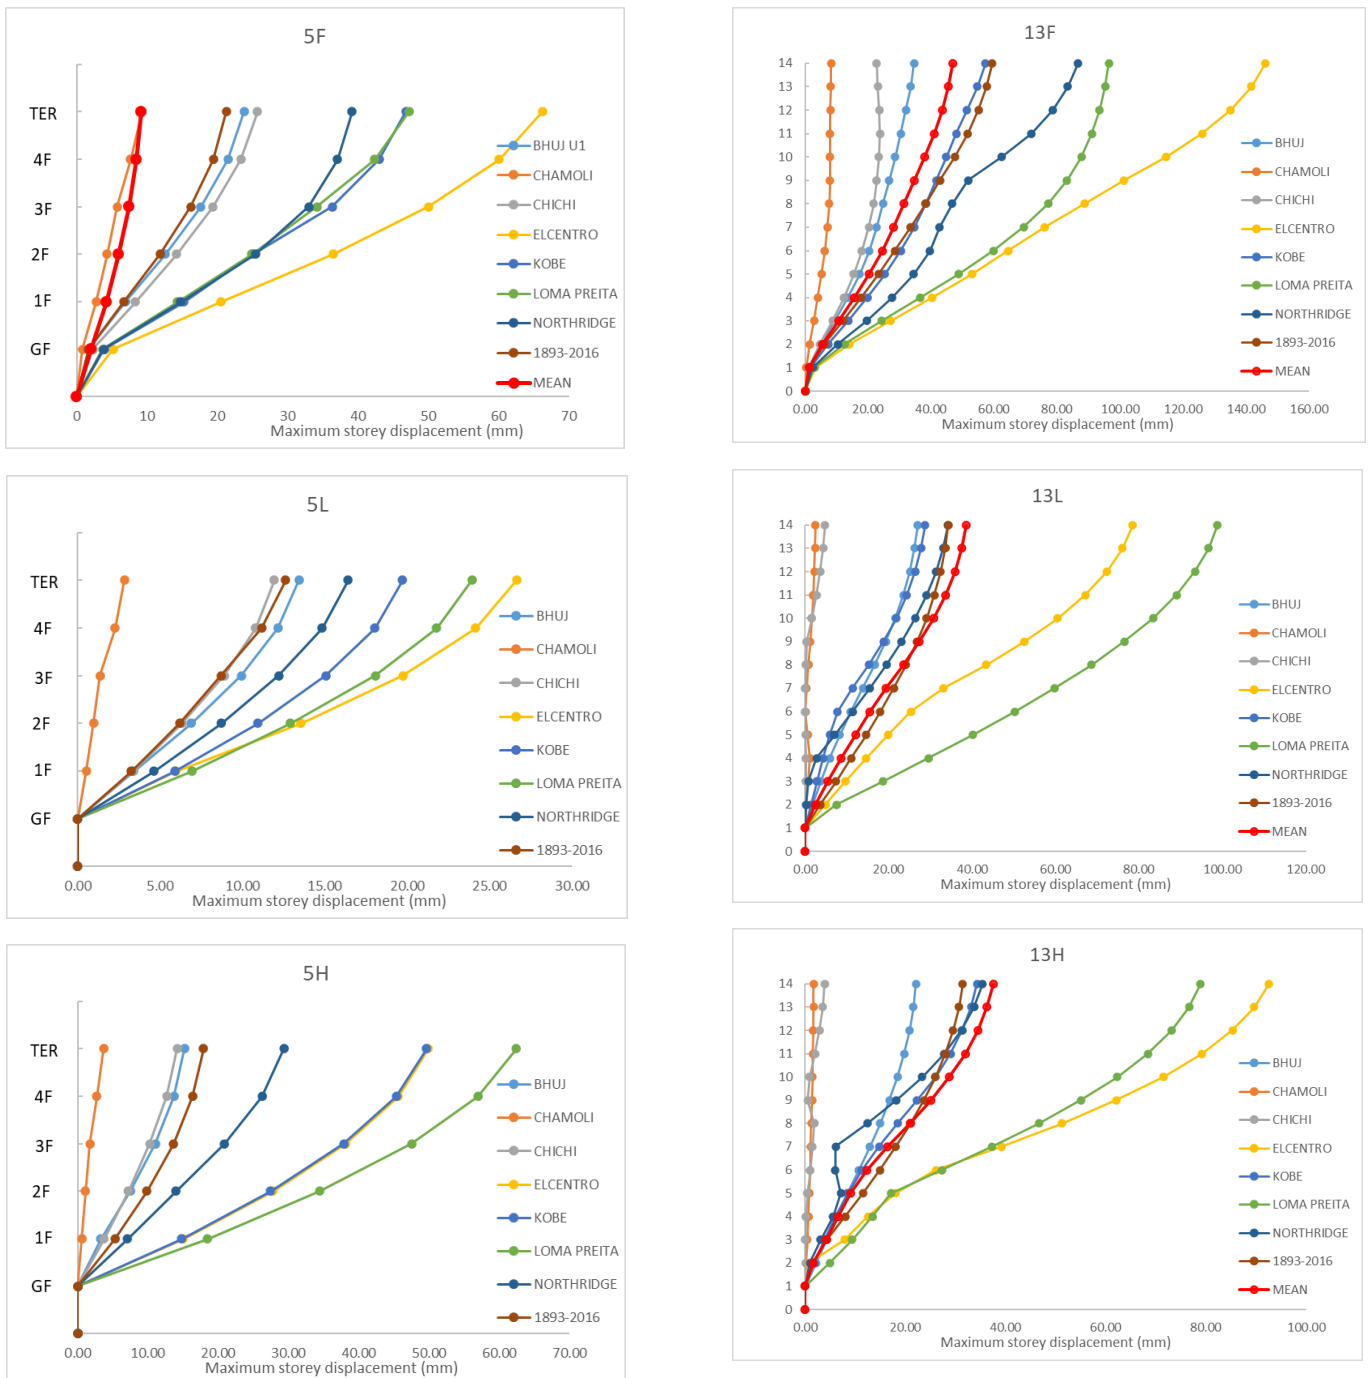 5F
TER
4F
3F
2F
1F
GF
0 10 20 30 40 50 60 70
Maximum storey displacement (mm)
BHUJ U1
CHAMOLI
CHICHI
ELCENTRO
KOBE
LOMA PREITA
NORTHRIDGE
1893-2016
MEAN
13F
14
13
12
11
10
9
8
7
6
5
4
3
2
1
0
0.00 20.00 40.00 60.00 80.00 100.00 120.00 140.00 160.00
Maximum storey displacement (mm)
BHUJ
CHAMOLI
CHICHI
ELCENTRO
KOBE
LOMA PREITA
NORTHRIDGE
1893-2016
MEAN
5L
TER
4F
3F
2F
1F
GF
0.00 5.00 10.00 15.00 20.00 25.00 30.00
Maximum storey displacement (mm)
BHUJ
CHAMOLI
CHICHI
ELCENTRO
KOBE
LOMA PREITA
NORTHRIDGE
1893-2016
13L
14
13
12
11
10
9
8
7
6
5
4
3
2
1
0
0.00 20.00 40.00 60.00 80.00 100.00 120.00
Maximum storey displacement (mm)
BHUJ
CHAMOLI
CHICHI
ELCENTRO
KOBE
LOMA PREITA
NORTHRIDGE
1893-2016
MEAN
5H
TER
4F
3F
2F
1F
GF
0.00 10.00 20.00 30.00 40.00 50.00 60.00 70.00
Maximum storey displacement (mm)
BHUJ
CHAMOLI
CHICHI
ELCENTRO
KOBE
LOMA PREITA
NORTHRIDGE
1893-2016
13H
14
13
12
11
10
9
8
7
6
5
4
3
2
1
0
0.00 20.00 40.00 60.00 80.00 100.00
Maximum storey displacement (mm)
BHUJ
CHAMOLI
CHICHI
ELCENTRO
KOBE
LOMA PREITA
NORTHRIDGE
1893-2016
MEAN